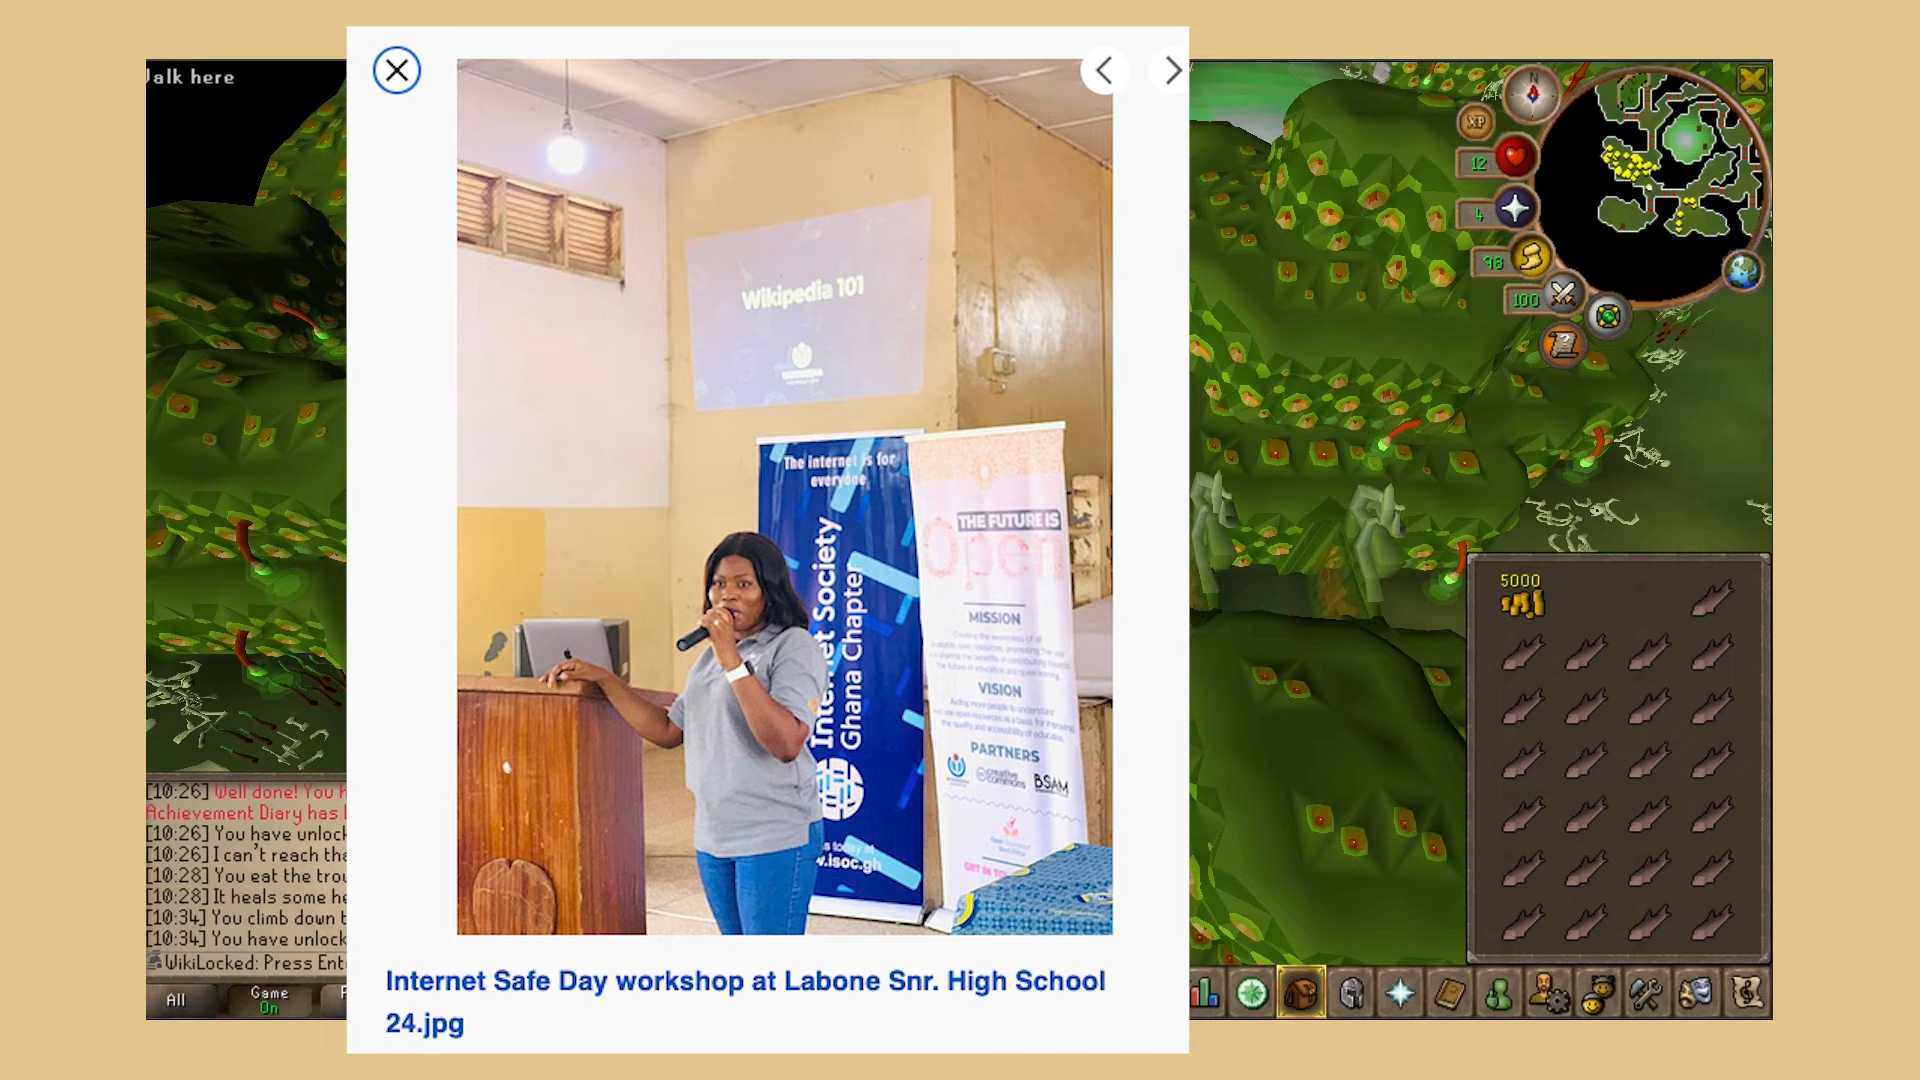 Walk here
Wikipedia 101
The internet is for
everyone
Internet Society
Ghana Chapter
THE FUTURE IS
Open
MISSION
VISION
PARTNERS
creative
commons
BSAM
.isoc.gh
Internet Safe Day workshop at Labone Snr. High School
24.jpg
N
XP
12
4
98
100
5000
[10:26] Well done! You h
Achievement Diary has
[10:26] You have unlock
[10:26] I can't reach tha
[10:28] You eat the trou
[10:28] It heals some he
[10:34] You climb down t
[10:34] You have unlock
WikiLocked: Press Ent
All
Game
On